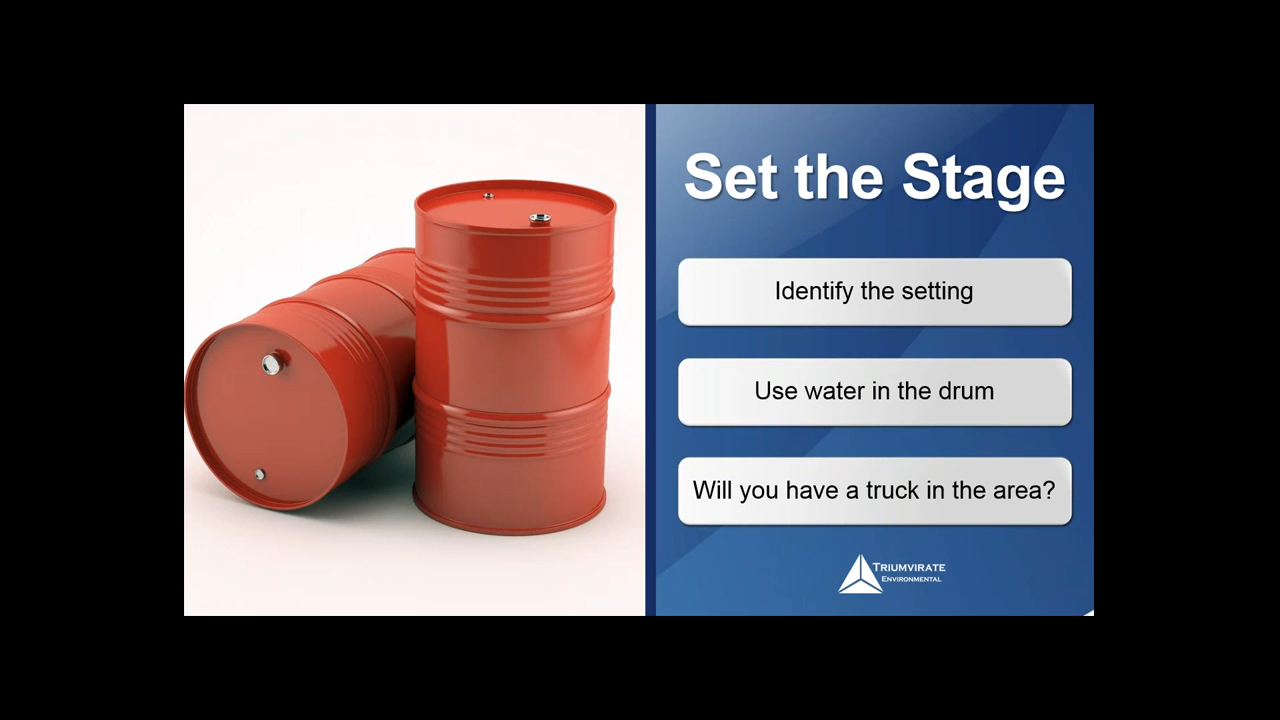 Set the Stage
Identify the setting
Use water in the drum
Will you have a truck in the area?
TRIUMVIRATE
ENVIRONMENTAL